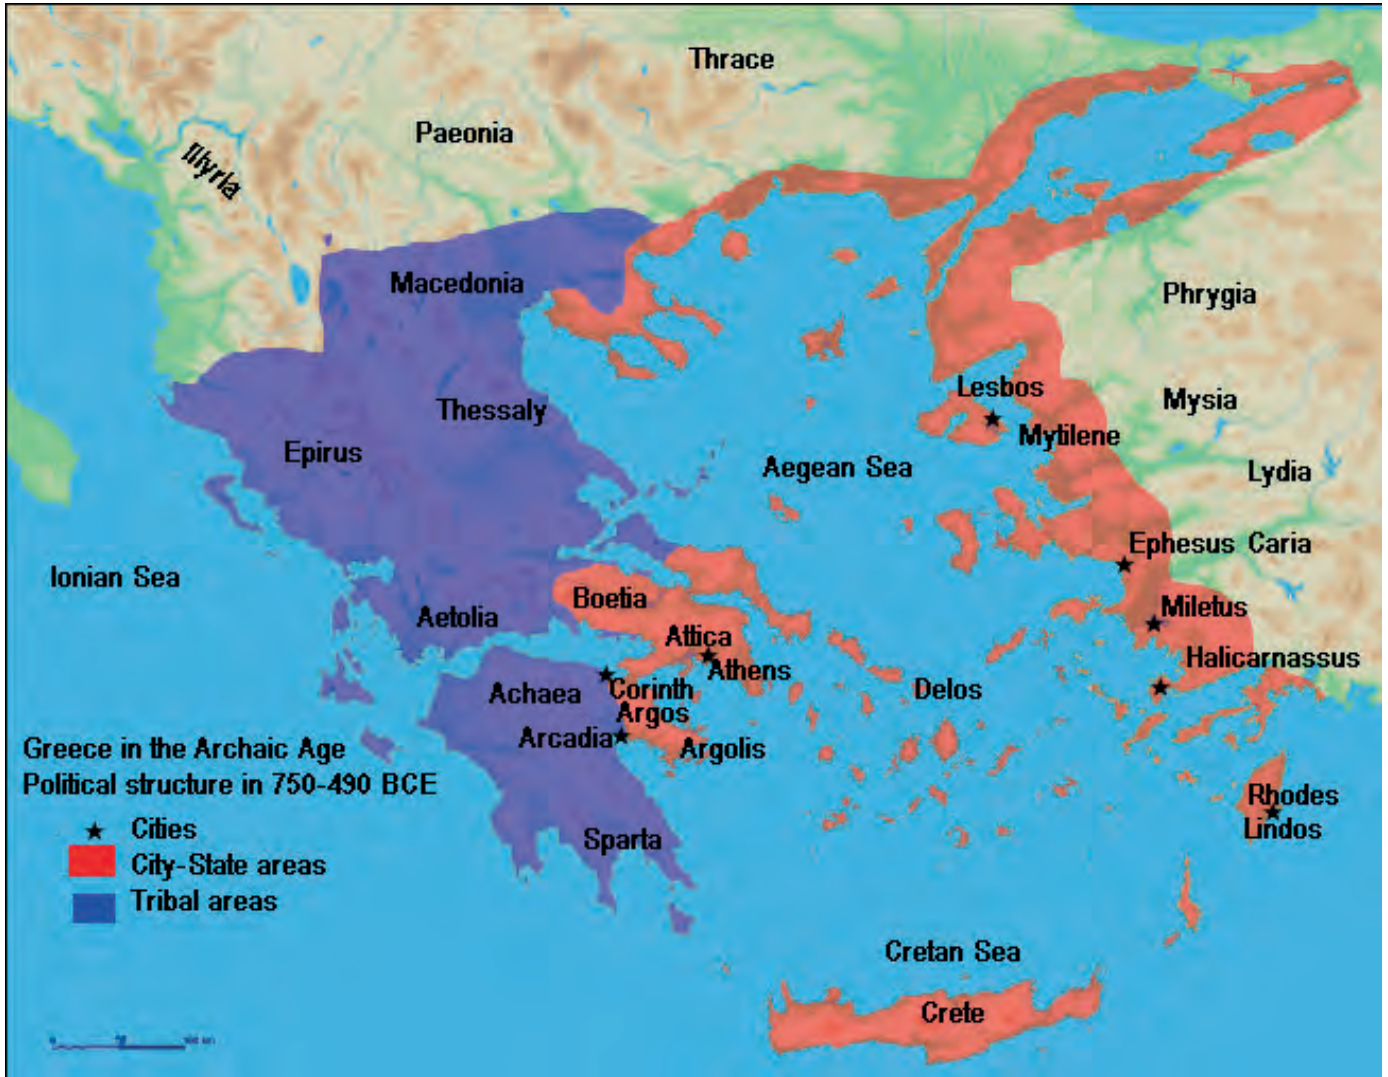 Thrace
Paeonia
Illyria
Macedonia
Phrygia
Lesbos
Mysia
Thessaly
Mytilene
Epirus
Aegean Sea
Lydia
Ephesus Caria
Ionian Sea
Boetia
Miletus
Aetolia
Attica
Halicarnassus
Athens
Achaea
Corinth
Delos
Argos
Arcadia
Argolis
Greece in the Archaic Age
Political structure in 750-490 BCE
Rhodes
Cities
Lindos
Sparta
City-State areas
Tribal areas
Cretan Sea
Crete